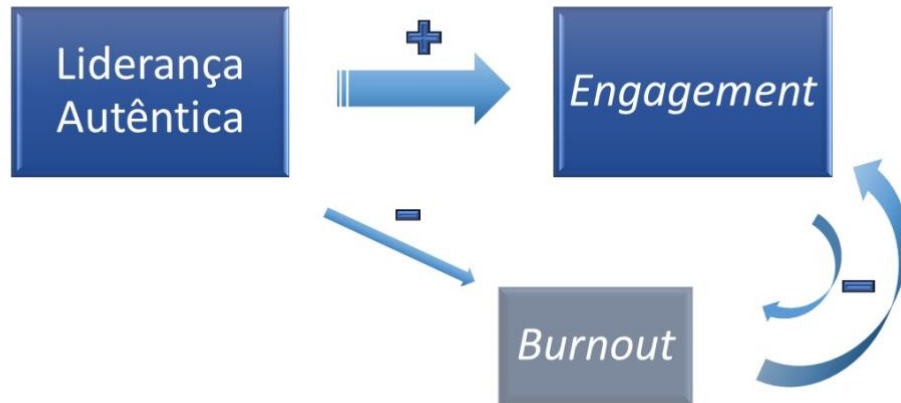 Liderança
Autêntica
+
Engagement
-
-
Burnout